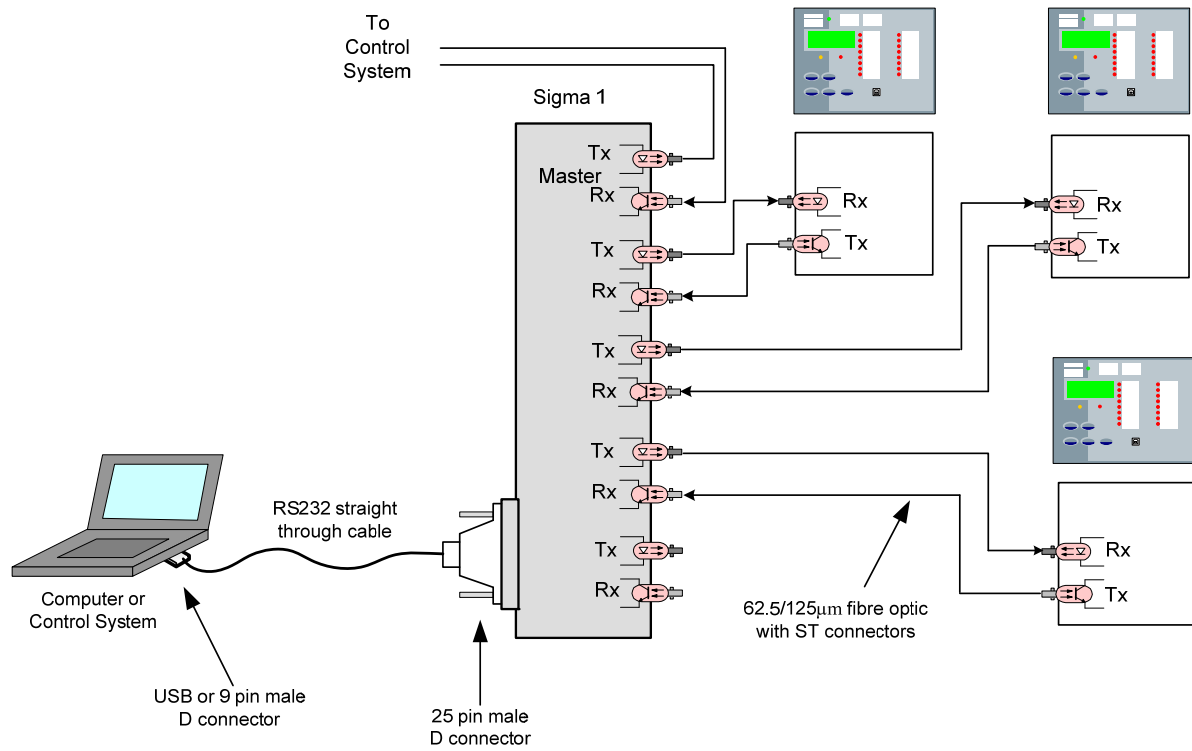 To
Control
System
Sigma 1
Tx
Master
Rx
Tx
Rx
Tx
Rx
Tx
Rx
Tx
Rx
Rx
Tx
Rx
Tx
Rx
Tx
RS232 straight
through cable
Computer or
Control System
USB or 9 pin male
D connector
25 pin male
D connector
62.5/125µm fibre optic
with ST connectors